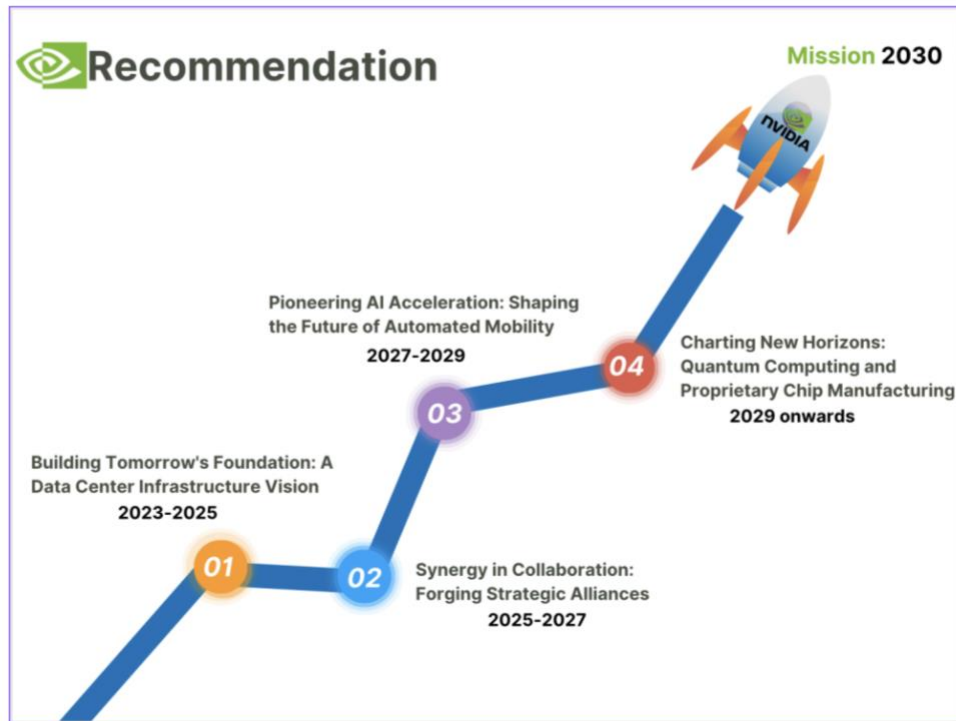 Recommendation
Mission 2030
nVIDIA
Pioneering AI Acceleration: Shaping
the Future of Automated Mobility
2027-2029
04
Charting New Horizons:
Quantum Computing and
Proprietary Chip Manufacturing
2029 onwards
03
Building Tomorrow's Foundation: A
Data Center Infrastructure Vision
2023-2025
01
02
Synergy in Collaboration:
Forging Strategic Alliances
2025-2027